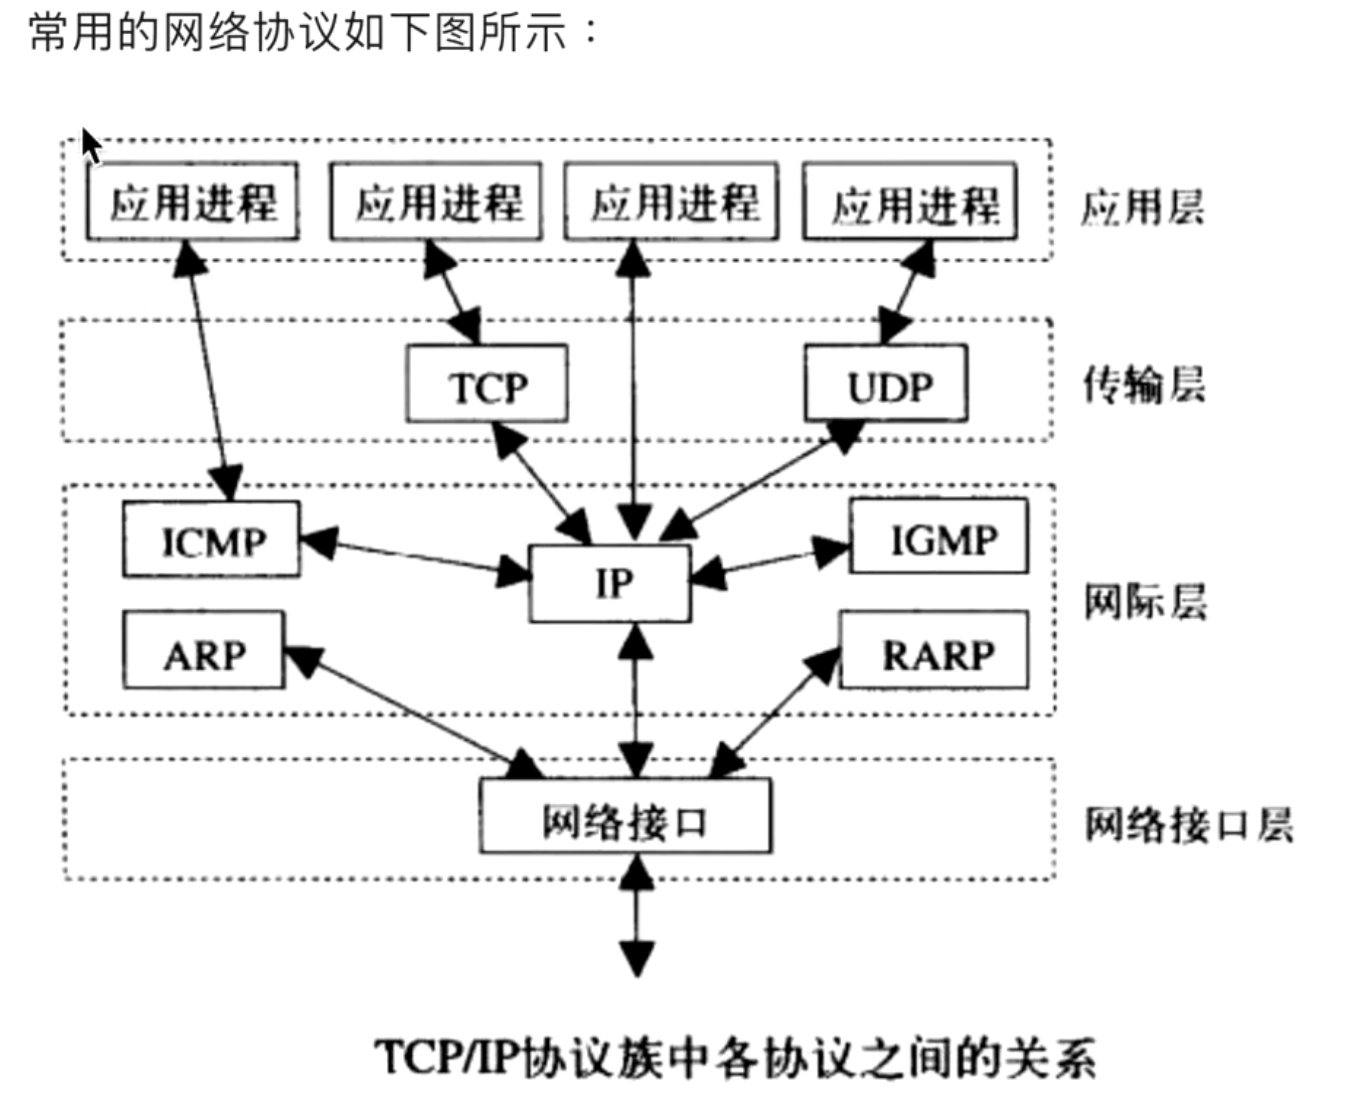 常用的网络协议如下图所示：
应用进程 应用进程 应用进程 应用进程 应用层
TCP UDP 传输层
ICMP IP IGMP 网际层
ARP RARP
网络接口 网络接口层
TCP/IP协议族中各协议之间的关系